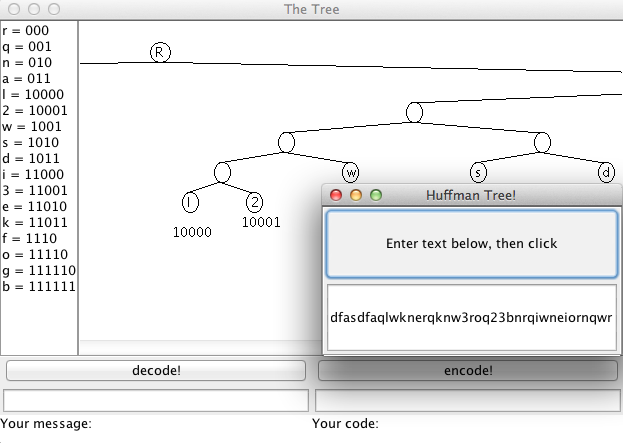 The Tree
r = 000
q = 001
n = 010
a = 011
l = 10000
2 = 10001
w = 1001
s = 1010
d = 1011
i = 11000
3 = 11001
e = 11010
k = 11011
f = 1110
o = 11110
g = 111110
b = 111111
R
w
s
d
l
2
10000
10001
Huffman Tree!
Enter text below, then click
dfasdfaqlwknerqknw3roq23bnrqiwneiornqwr
decode!
encode!
Your message:
Your code: